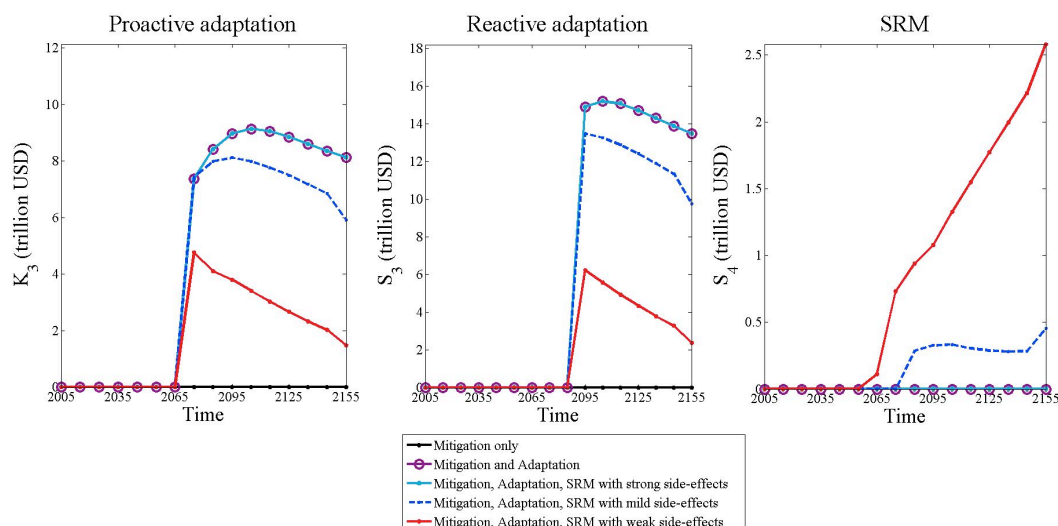 Proactive adaptation
12
10
8
6
4
2
0
2005
2035
2065
2095
2125
2155
K3 (trillion USD)
Time
Reactive adaptation
18
16
14
12
10
8
6
4
2
0
2005
2035
2065
2095
2125
2155
S3 (trillion USD)
Time
SRM
2.5
2
1.5
1
0.5
0
2005
2035
2065
2095
2125
2155
S4 (trillion USD)
Time
Mitigation only
Mitigation and Adaptation
Mitigation, Adaptation, SRM with strong side-effects
Mitigation, Adaptation, SRM with mild side-effects
Mitigation, Adaptation, SRM with weak side-effects